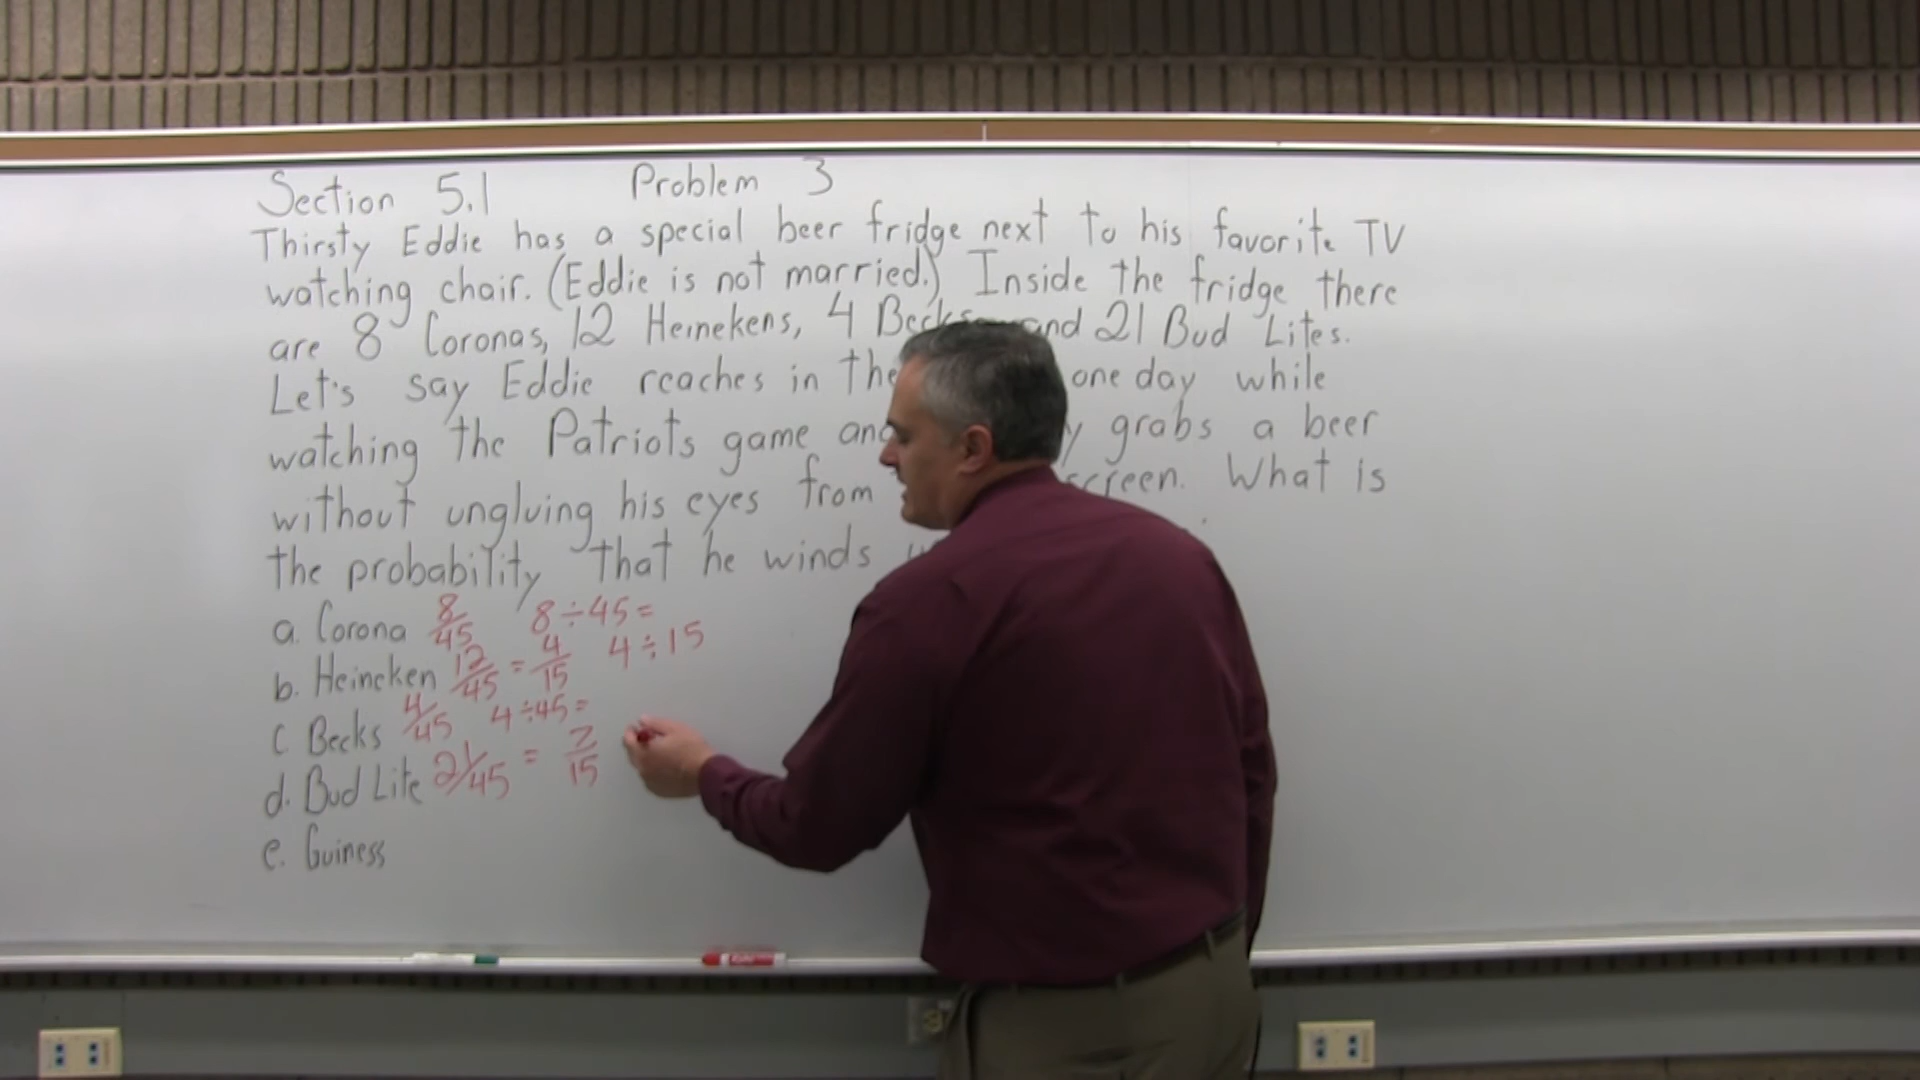 Section 5.1 Problem 3
Thirsty Eddie has a special beer fridge next to his favorite TV
watching chair. (Eddie is not married.) Inside the fridge there
are 8 Coronas, 12 Heinekens, 4 Becks and 21 Bud Lites.
Let's say Eddie reaches in the one day while
watching the Patriots game grabs a beer
without ungluing his eyes from screen. What is
the probability that he winds
a. Corona 8/45 8÷45=
b. Heineken 12/45 = 4/15 4÷15
c Becks 4/45 4÷45=
d. Bud Lite 21/45 = 7/15
e. Guiness